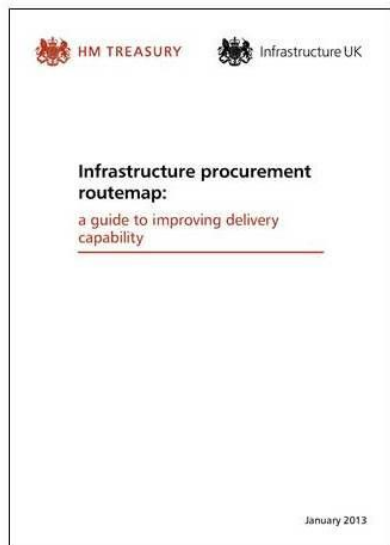 HM TREASURY Infrastructure UK
Infrastructure procurement
routemap:
a guide to improving delivery
capability
January 2013